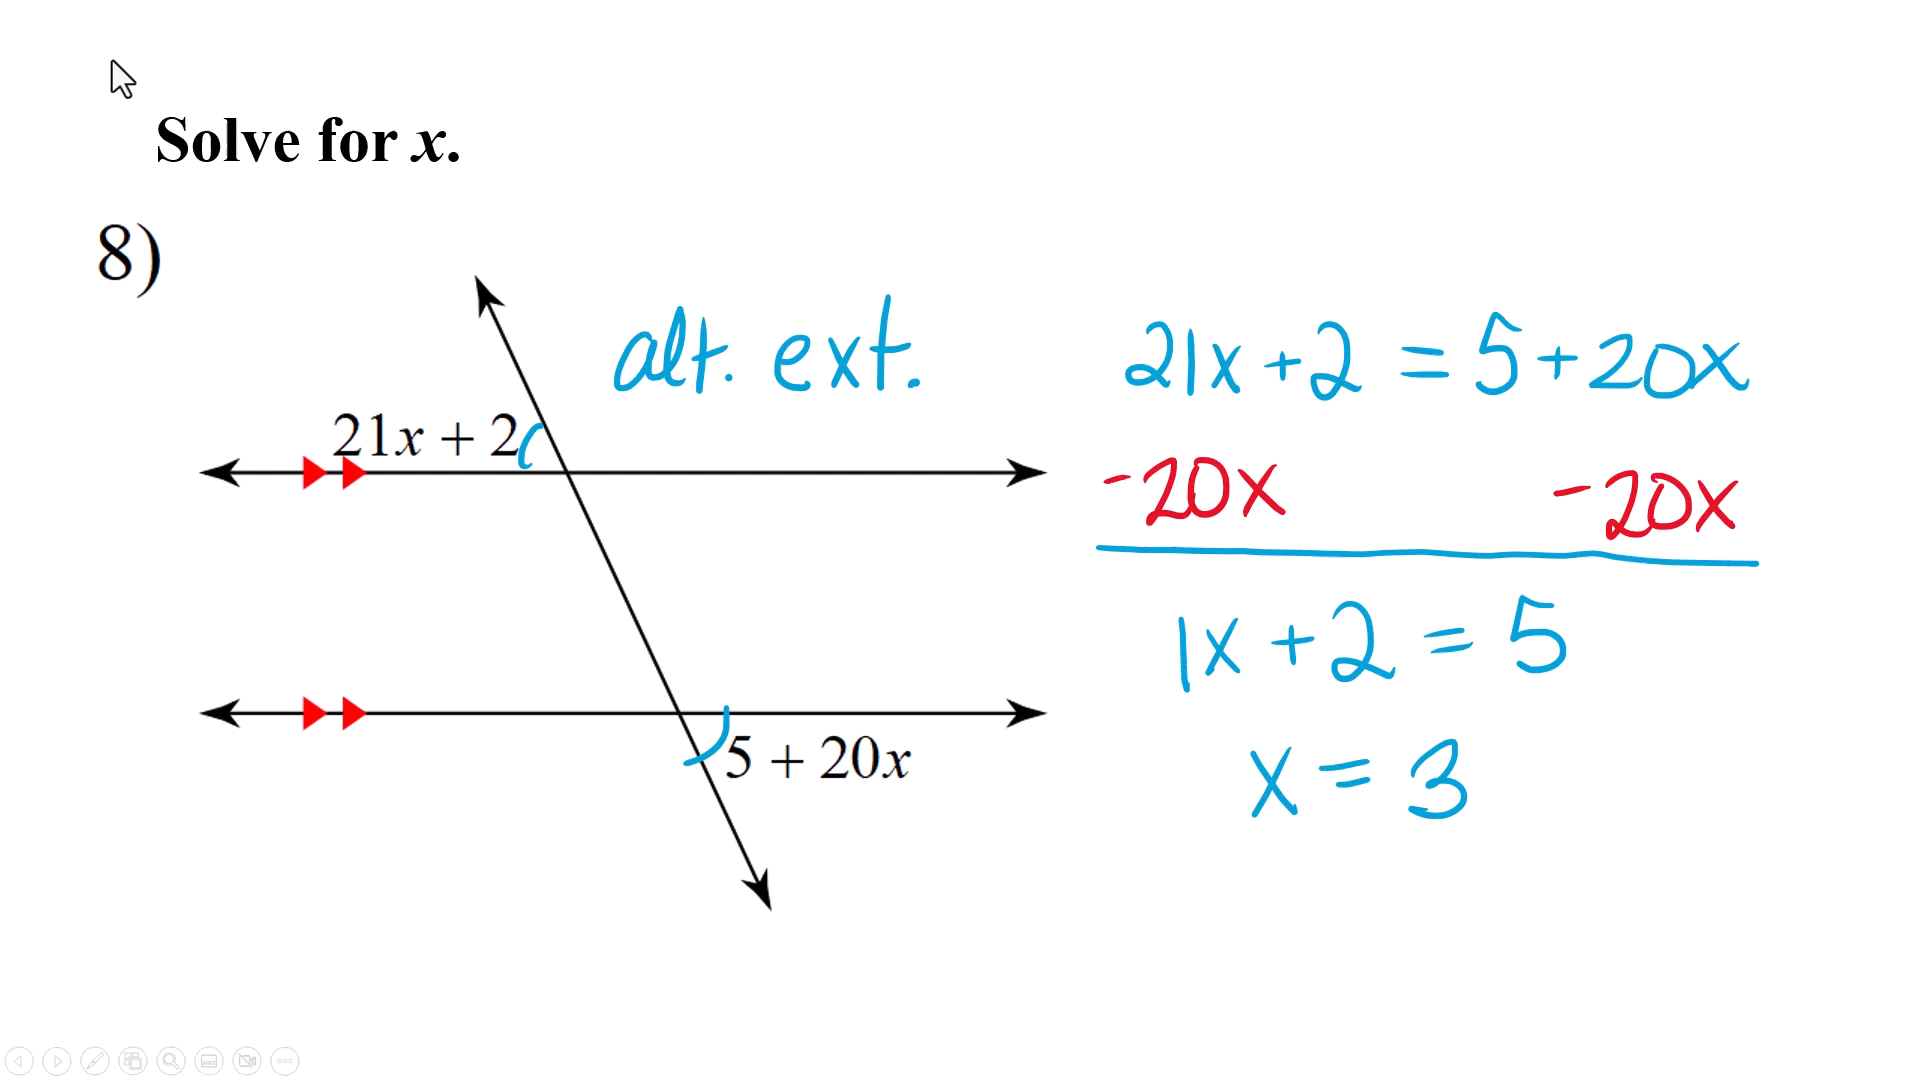 Solve for x.
8)
alt. ext.
21x + 2
5 + 20x
21x + 2 = 5 + 20x
-20x -20x
1x + 2 = 5
x = 3